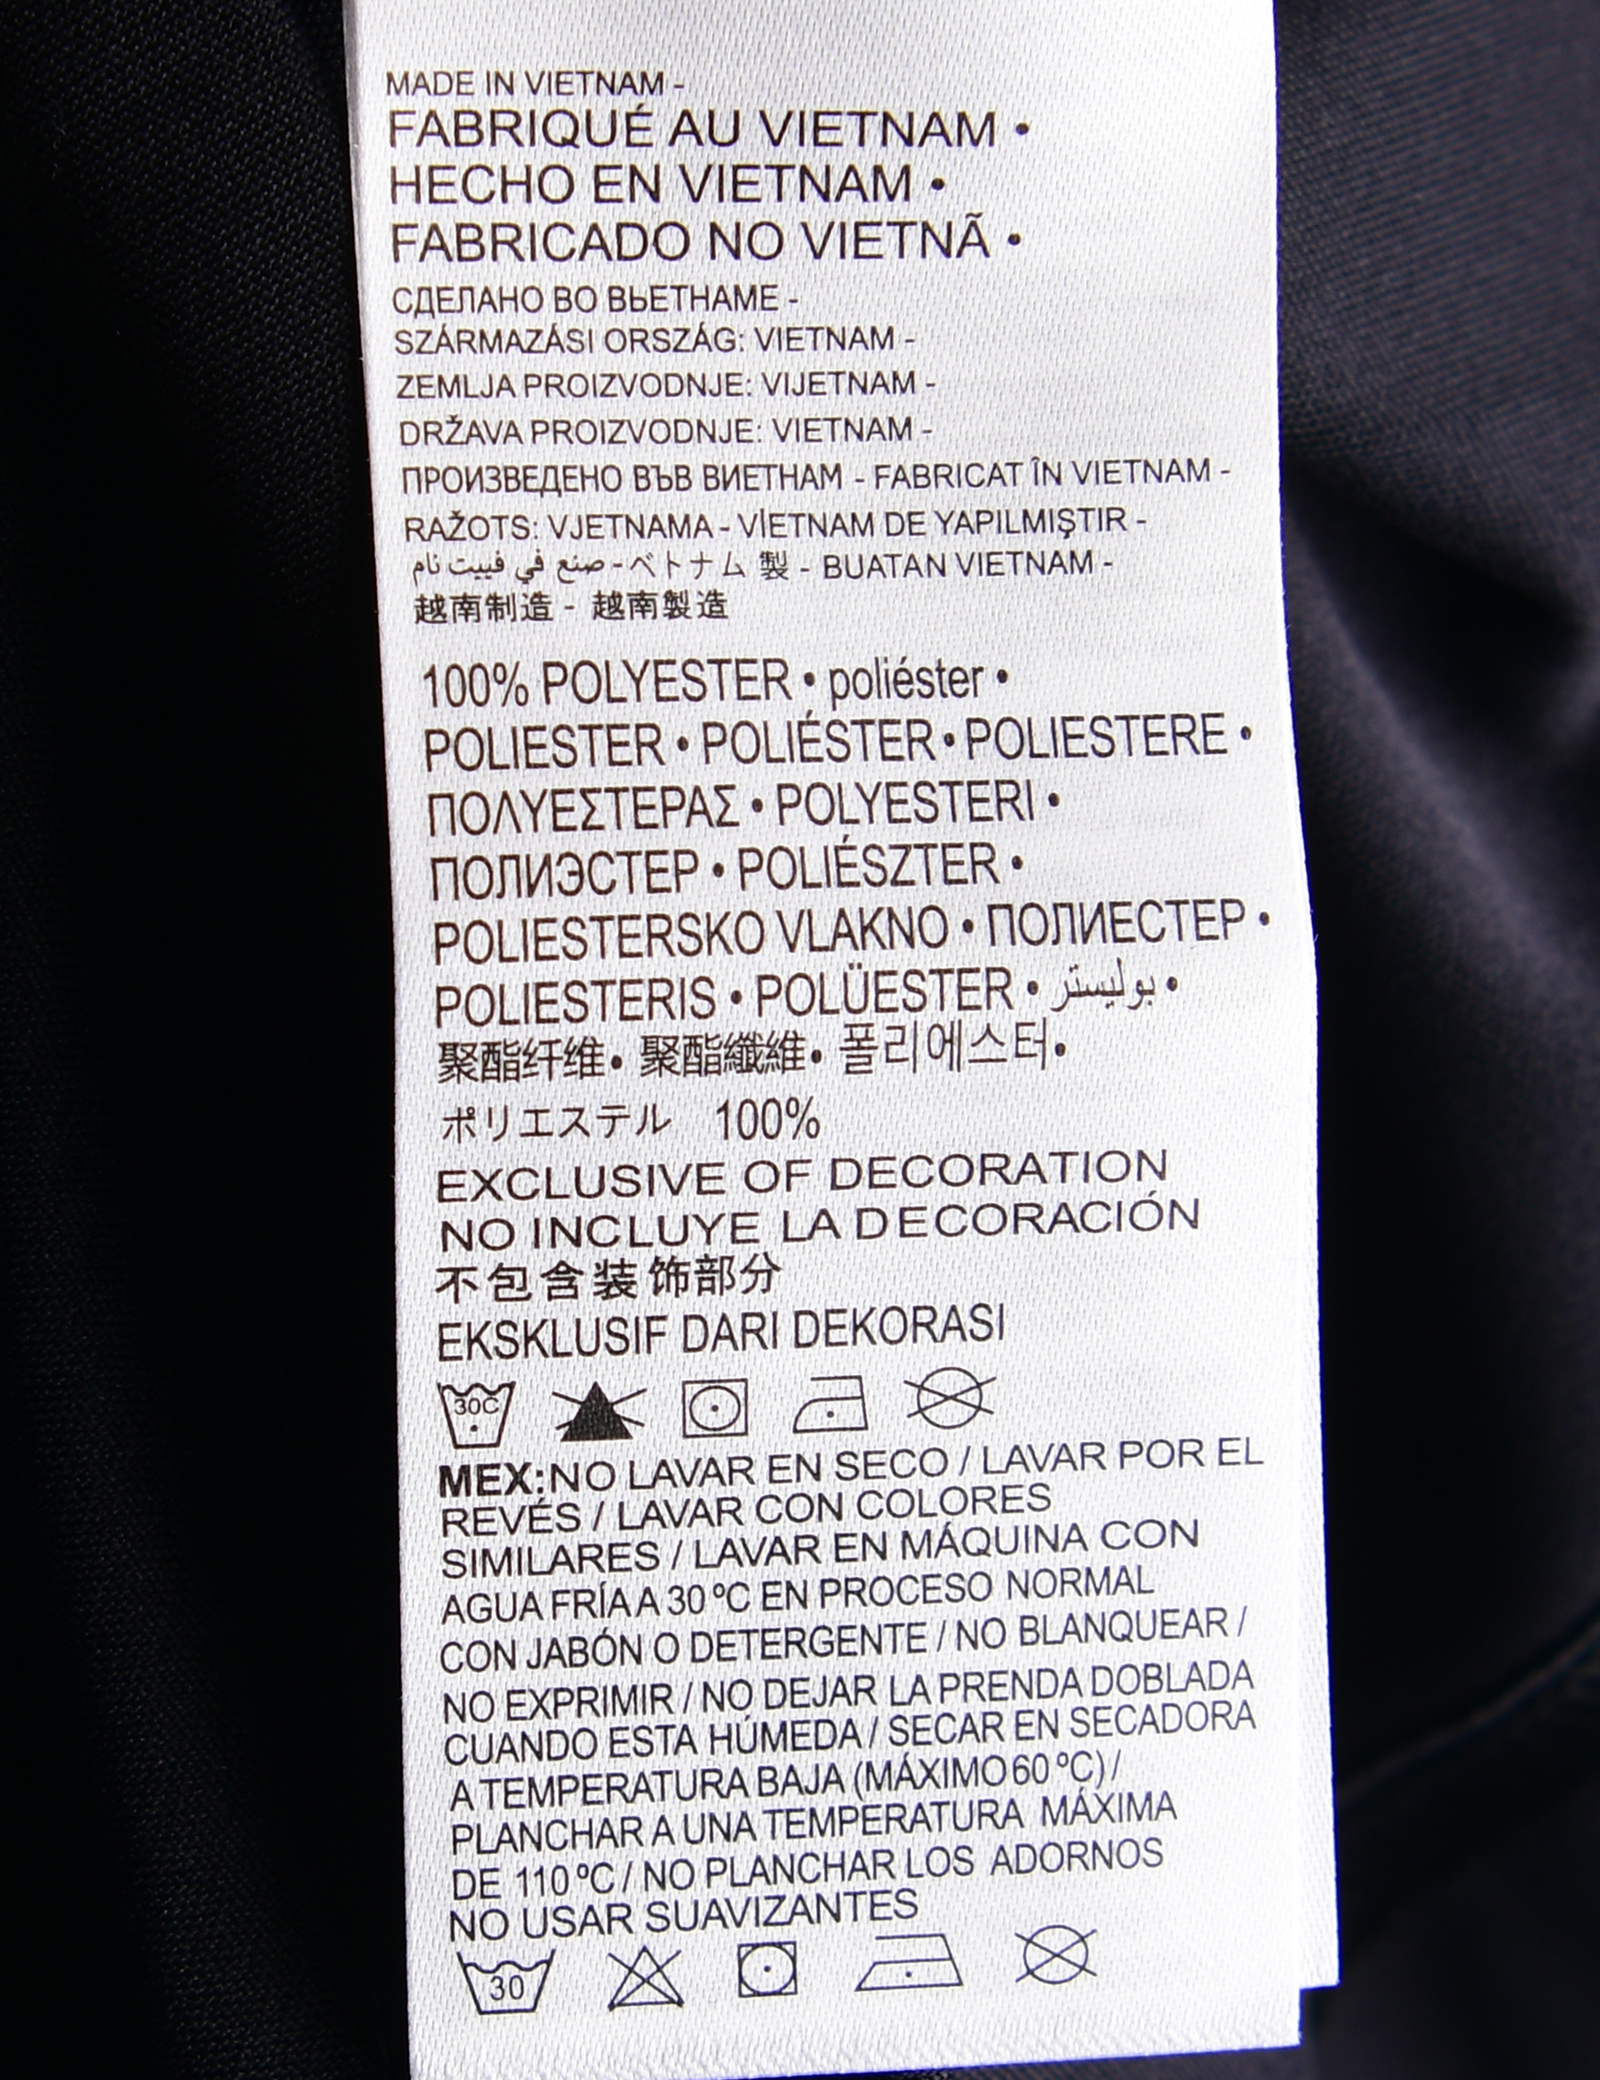 MADE IN VIETNAM -
FABRIQUÉ AU VIETNAM •
HECHO EN VIETNAM •
FABRICADO NO VIETNÃ •
СДЕЛАНО ВО ВЬЕТНАМЕ -
SZÁRMAZÁSI ORSZÁG: VIETNAM -
ZEMLJA PROIZVODNJE: VIJETNAM -
DRŽAVA PROIZVODNJE: VIETNAM -
ПРОИЗВЕДЕНО ВЪВ ВИЕТНАМ - FABRICAT ÎN VIETNAM -
RAŽOTS: VJETNAMA - VİETNAM DE YAPILMIŞTIR -
صنع في فييت نام - ベトナム 製 - BUATAN VIETNAM -
越南制造 - 越南製造
100% POLYESTER • poliéster •
POLIESTER • POLIÉSTER • POLIESTERE •
ΠΟΛΥΕΣΤΕΡΑΣ • POLYESTERI •
ПОЛИЭСТЕР • POLIÉSZTER •
POLIESTERSKO VLAKNO • ПОЛИЕСТЕР •
POLIESTERIS • POLÜESTER • بوليستر •
聚酯纤维• 聚酯纖維• 폴리에스터•
ポリエステル 100%
EXCLUSIVE OF DECORATION
NO INCLUYE LA DECORACIÓN
不包含装饰部分
EKSKLUSIF DARI DEKORASI
30C
MEX:NO LAVAR EN SECO / LAVAR POR EL
REVÉS / LAVAR CON COLORES
SIMILARES / LAVAR EN MÁQUINA CON
AGUA FRÍA A 30 ºC EN PROCESO NORMAL
CON JABÓN O DETERGENTE / NO BLANQUEAR /
NO EXPRIMIR / NO DEJAR LA PRENDA DOBLADA
CUANDO ESTA HÚMEDA / SECAR EN SECADORA
A TEMPERATURA BAJA (MÁXIMO 60 ºC) /
PLANCHAR A UNA TEMPERATURA MÁXIMA
DE 110 ºC / NO PLANCHAR LOS ADORNOS
NO USAR SUAVIZANTES
30